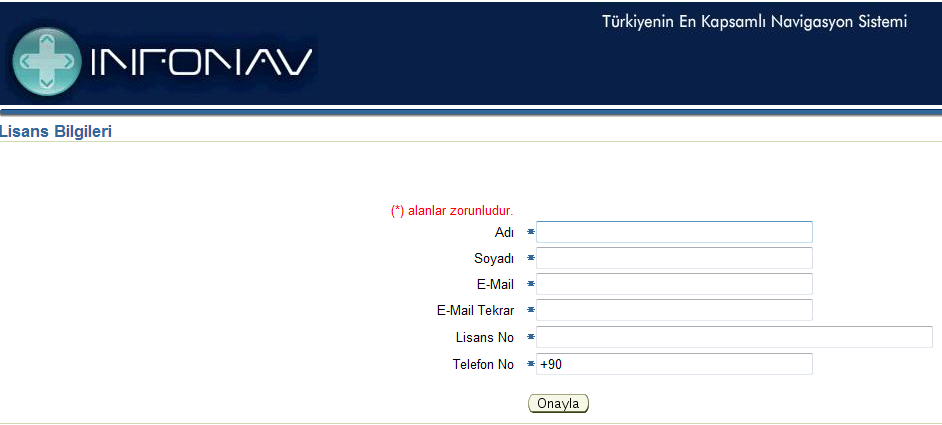 Türkiyenin En Kapsamlı Navigasyon Sistemi
INFONAV
Lisans Bilgileri
(*) alanlar zorunludur.
Adı *
Soyadı *
E-Mail *
E-Mail Tekrar *
Lisans No *
Telefon No * +90
Onayla